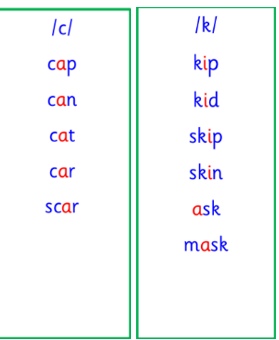 /c/
cap
can
cat
car
scar
/k/
kip
kid
skip
skin
ask
mask